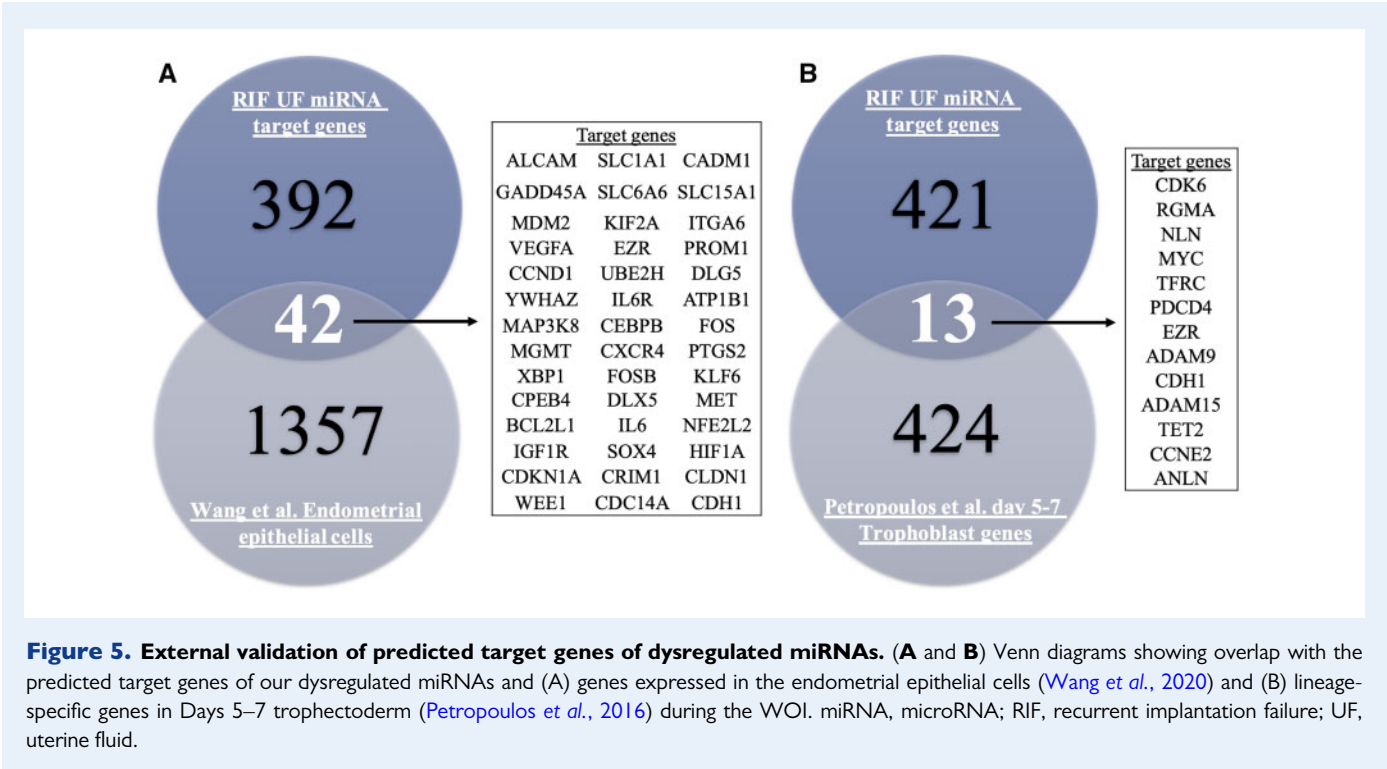 A
RIF UF miRNA
target genes
392
42
1357
Wang et al. Endometrial
epithelial cells
Target genes
ALCAM SLC1A1 CADM1
GADD45A SLC6A6 SLC15A1
MDM2 KIF2A ITGA6
VEGFA EZR PROM1
CCND1 UBE2H DLG5
YWHAZ IL6R ATP1B1
MAP3K8 CEBPB FOS
MGMT CXCR4 PTGS2
XBP1 FOSB KLF6
CPEB4 DLX5 MET
BCL2L1 IL6 NFE2L2
IGF1R SOX4 HIF1A
CDKN1A CRIM1 CLDN1
WEE1 CDC14A CDH1
B
RIF UF miRNA
target genes
421
13
424
Petropoulos et al. day 5-7
Trophoblast genes
Target genes
CDK6
RGMA
NLN
MYC
TFRC
PDCD4
EZR
ADAM9
CDH1
ADAM15
TET2
CCNE2
ANLN
Figure 5. External validation of predicted target genes of dysregulated miRNAs. (A and B) Venn diagrams showing overlap with the
predicted target genes of our dysregulated miRNAs and (A) genes expressed in the endometrial epithelial cells (Wang et al., 2020) and (B) lineage-
specific genes in Days 5–7 trophectoderm (Petropoulos et al., 2016) during the WOI. miRNA, microRNA; RIF, recurrent implantation failure; UF,
uterine fluid.